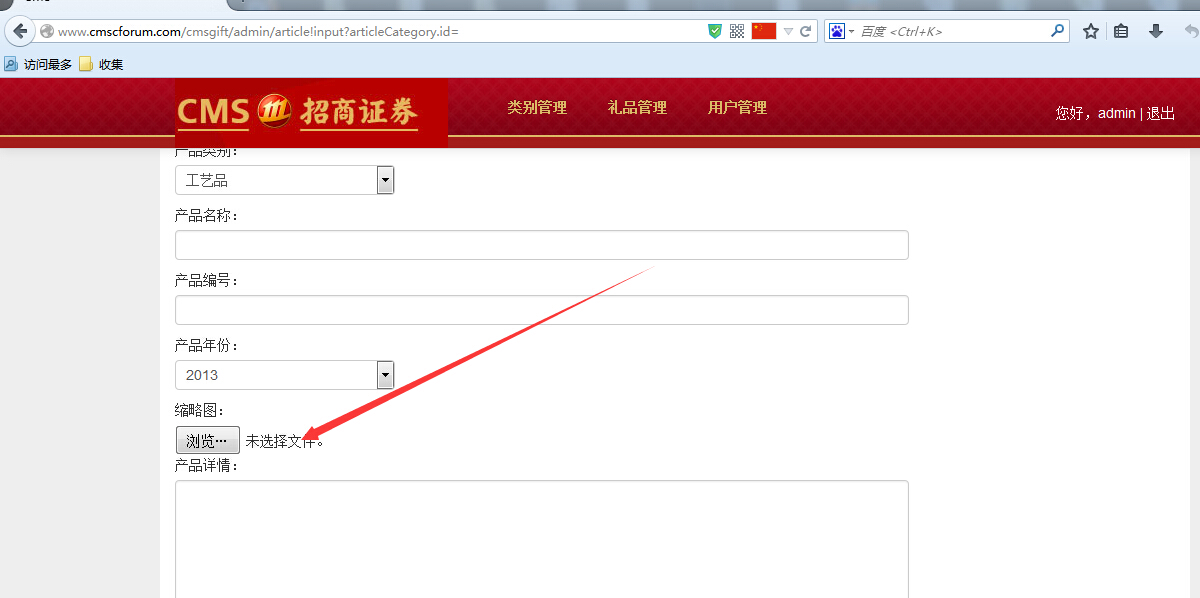 www.cmscforum.com/cmsgift/admin/article!input?articleCategory.id=
百度 <Ctrl+K>
访问最多
收集
CMS 招商证券
类别管理
礼品管理
用户管理
您好，admin | 退出
产品类别：
工艺品
产品名称：
产品编号：
产品年份：
2013
缩略图：
浏览…
未选择文件。
产品详情：